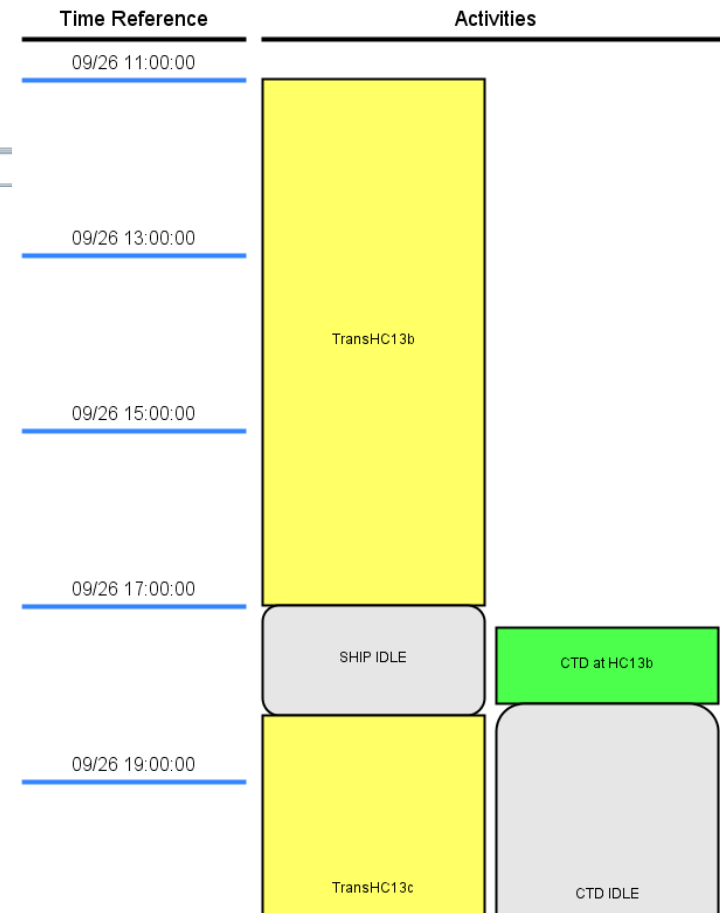 Time Reference
Activities
09/26 11:00:00
09/26 13:00:00
TransHC13b
09/26 15:00:00
09/26 17:00:00
SHIP IDLE
CTD at HC13b
09/26 19:00:00
TransHC13c
CTD IDLE